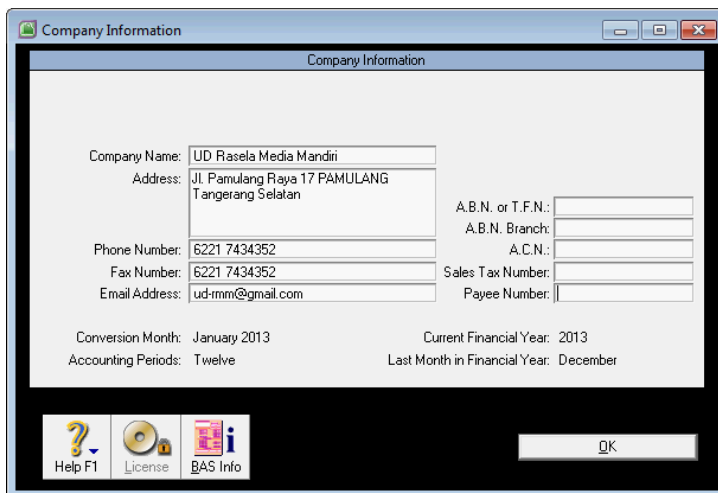 Company Information
Company Information
Company Name: UD Rasela Media Mandiri
Address: Jl. Pamulang Raya 17 PAMULANG
Tangerang Selatan
A.B.N. or T.F.N.:
A.B.N. Branch:
Phone Number: 6221 7434352 A.C.N.:
Fax Number: 6221 7434352 Sales Tax Number:
Email Address: ud-rmm@gmail.com Payee Number:
Conversion Month: January 2013 Current Financial Year: 2013
Accounting Periods: Twelve Last Month in Financial Year: December
Help F1 License BAS Info OK